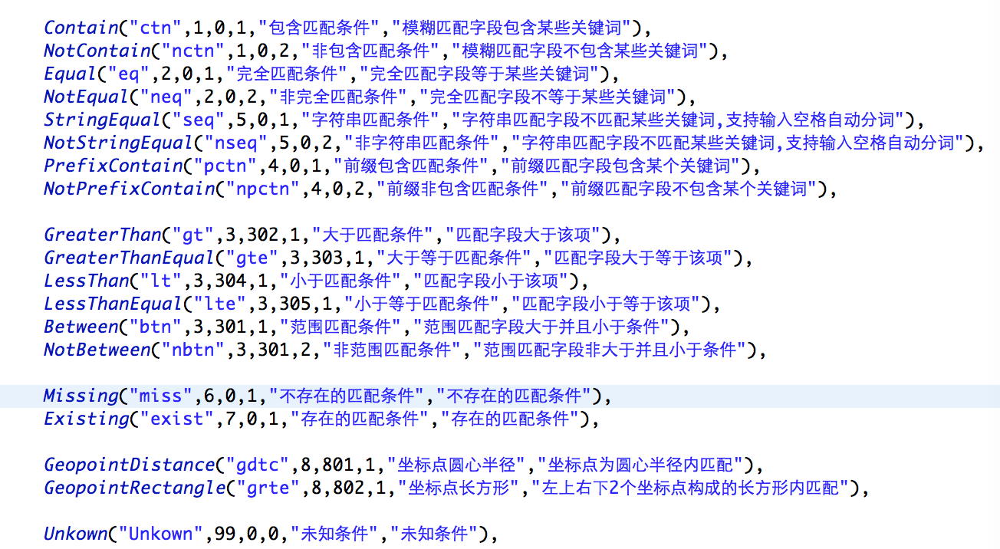 Contain("ctn",1,0,1,"包含匹配条件","模糊匹配字段包含某些关键词"),
NotContain("nctn",1,0,2,"非包含匹配条件","模糊匹配字段不包含某些关键词"),
Equal("eq",2,0,1,"完全匹配条件","完全匹配字段等于某些关键词"),
NotEqual("neq",2,0,2,"非完全匹配条件","完全匹配字段不等于某些关键词"),
StringEqual("seq",5,0,1,"字符串匹配条件","字符串匹配字段不匹配某些关键词,支持输入空格自动分词"),
NotStringEqual("nseq",5,0,2,"非字符串匹配条件","字符串匹配字段不匹配某些关键词,支持输入空格自动分词"),
PrefixContain("pctn",4,0,1,"前缀包含匹配条件","前缀匹配字段包含某个关键词"),
NotPrefixContain("npctn",4,0,2,"前缀非包含匹配条件","前缀匹配字段不包含某个关键词"),
GreaterThan("gt",3,302,1,"大于匹配条件","匹配字段大于该项"),
GreaterThanEqual("gte",3,303,1,"大于等于匹配条件","匹配字段大于等于该项"),
LessThan("lt",3,304,1,"小于匹配条件","匹配字段小于该项"),
LessThanEqual("lte",3,305,1,"小于等于匹配条件","匹配字段小于等于该项"),
Between("btn",3,301,1,"范围匹配条件","范围匹配字段大于并且小于条件"),
NotBetween("nbtn",3,301,2,"非范围匹配条件","范围匹配字段非大于并且小于条件"),
Missing("miss",6,0,1,"不存在的匹配条件","不存在的匹配条件"),
Existing("exist",7,0,1,"存在的匹配条件","存在的匹配条件"),
GeopointDistance("gdtc",8,801,1,"坐标点圆心半径","坐标点为圆心半径内匹配"),
GeopointRectangle("grte",8,802,1,"坐标点长方形","左上右下2个坐标点构成的长方形内匹配"),
Unkown("Unkown",99,0,0,"未知条件","未知条件"),